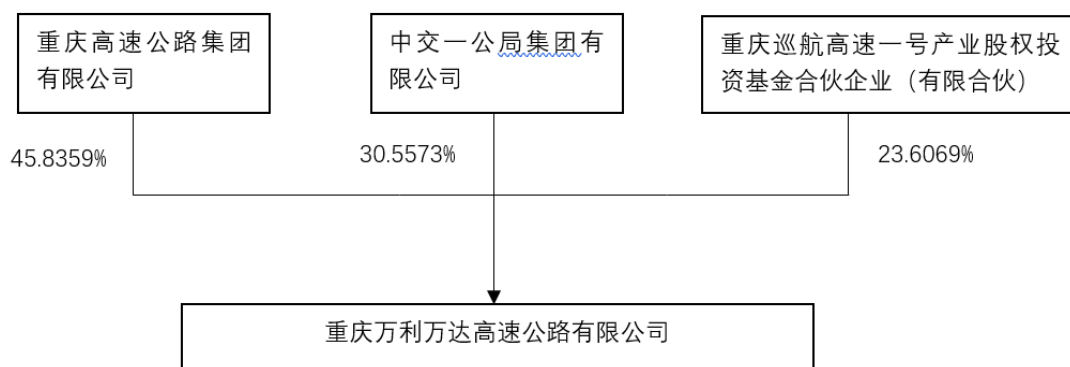 重庆高速公路集团
有限公司
中交一公局集团有
限公司
重庆巡航高速一号产业股权投
资基金合伙企业（有限合伙）
45.8359%
30.5573%
23.6069%
重庆万利万达高速公路有限公司